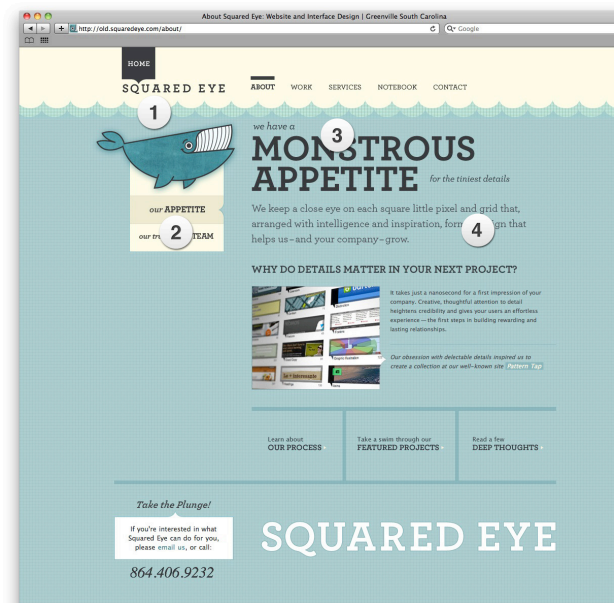 About Squared Eye: Website and Interface Design | Greenville South Carolina
http://old.squaredeye.com/about/
Google
HOME
SQUARED EYE
ABOUT WORK SERVICES NOTEBOOK CONTACT
1
we have a
3
MONSTROUS
APPETITE for the tiniest details
our APPETITE
our TEAM
2
We keep a close eye on each square little pixel and grid that,
arranged with intelligence and inspiration, that
4
helps us–and your company–grow.
WHY DO DETAILS MATTER IN YOUR NEXT PROJECT?
It takes just a nanosecond for a first impression of your
company. Creative, thoughtful attention to detail
heightens credibility and gives your users an effortless
experience — the first steps in building rewarding and
lasting relationships.
Our obsession with delectable details inspired us to
create a collection at our well-known site Pattern Tap
Learn about
OUR PROCESS
Take a swim through our
FEATURED PROJECTS
Read a few
DEEP THOUGHTS
Take the Plunge!
If you're interested in what
Squared Eye can do for you,
please email us, or call:
864.406.9232
SQUARED EYE